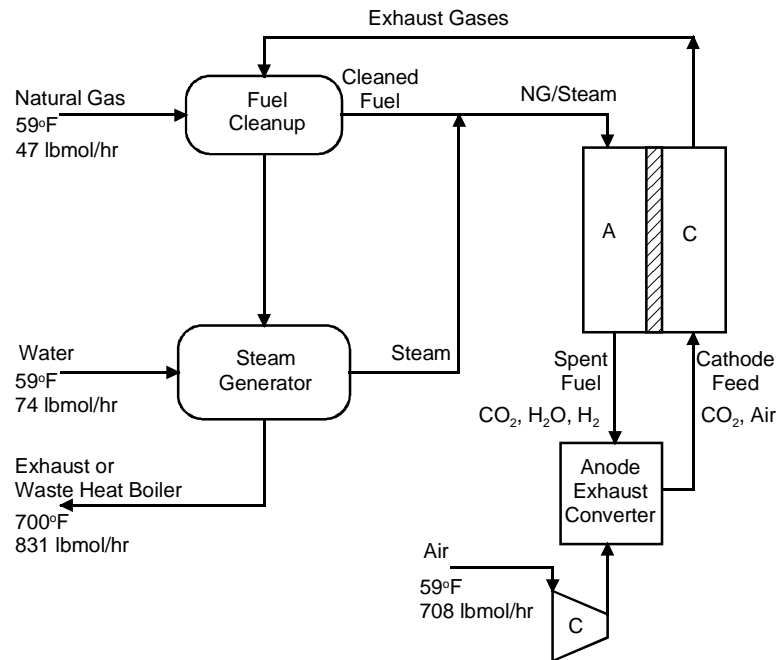 Exhaust Gases
Natural Gas
59°F
47 lbmol/hr
Fuel
Cleanup
Cleaned
Fuel
NG/Steam
A
C
Water
59°F
74 lbmol/hr
Steam
Generator
Steam
Spent
Fuel
CO₂, H₂O, H₂
Cathode
Feed
CO₂, Air
Exhaust or
Waste Heat Boiler
700°F
831 lbmol/hr
Anode
Exhaust
Converter
Air
59°F
708 lbmol/hr
C